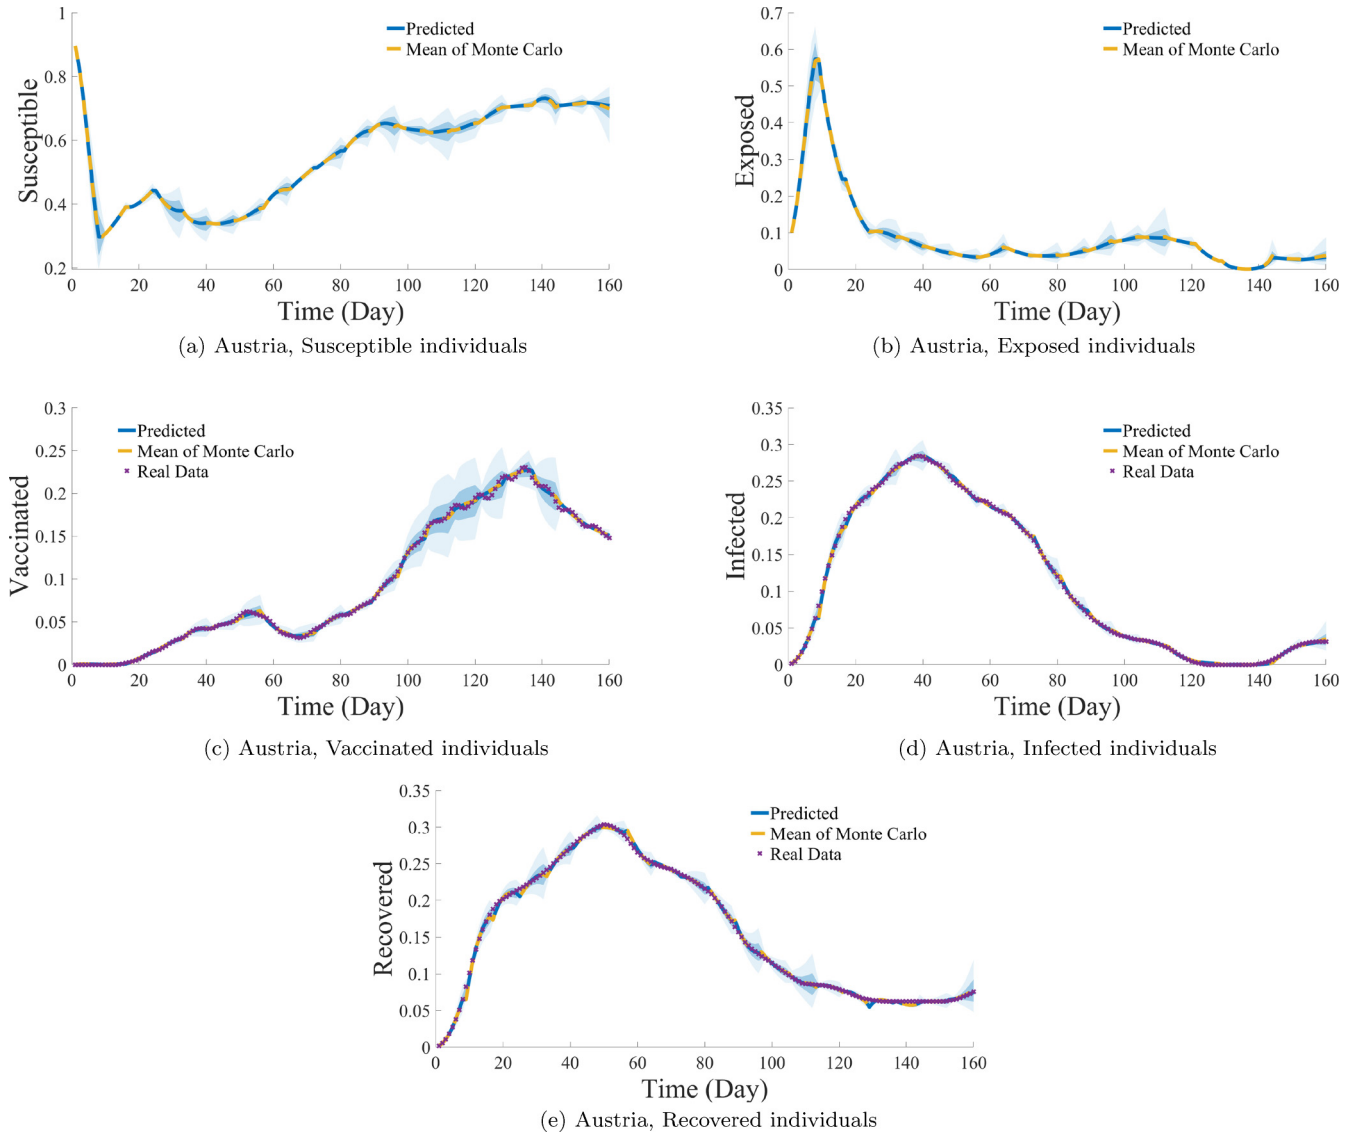 Predicted
Mean of Monte Carlo
Susceptible
1
0.8
0.6
0.4
0.2
0 20 40 60 80 100 120 140 160
Time (Day)
(a) Austria, Susceptible individuals
Predicted
Mean of Monte Carlo
Exposed
0.7
0.6
0.5
0.4
0.3
0.2
0.1
0
0 20 40 60 80 100 120 140 160
Time (Day)
(b) Austria, Exposed individuals
Predicted
Mean of Monte Carlo
Real Data
Vaccinated
0.3
0.25
0.2
0.15
0.1
0.05
0
0 20 40 60 80 100 120 140 160
Time (Day)
(c) Austria, Vaccinated individuals
Predicted
Mean of Monte Carlo
Real Data
Infected
0.35
0.3
0.25
0.2
0.15
0.1
0.05
0
0 20 40 60 80 100 120 140 160
Time (Day)
(d) Austria, Infected individuals
Predicted
Mean of Monte Carlo
Real Data
Recovered
0.35
0.3
0.25
0.2
0.15
0.1
0.05
0
0 20 40 60 80 100 120 140 160
Time (Day)
(e) Austria, Recovered individuals